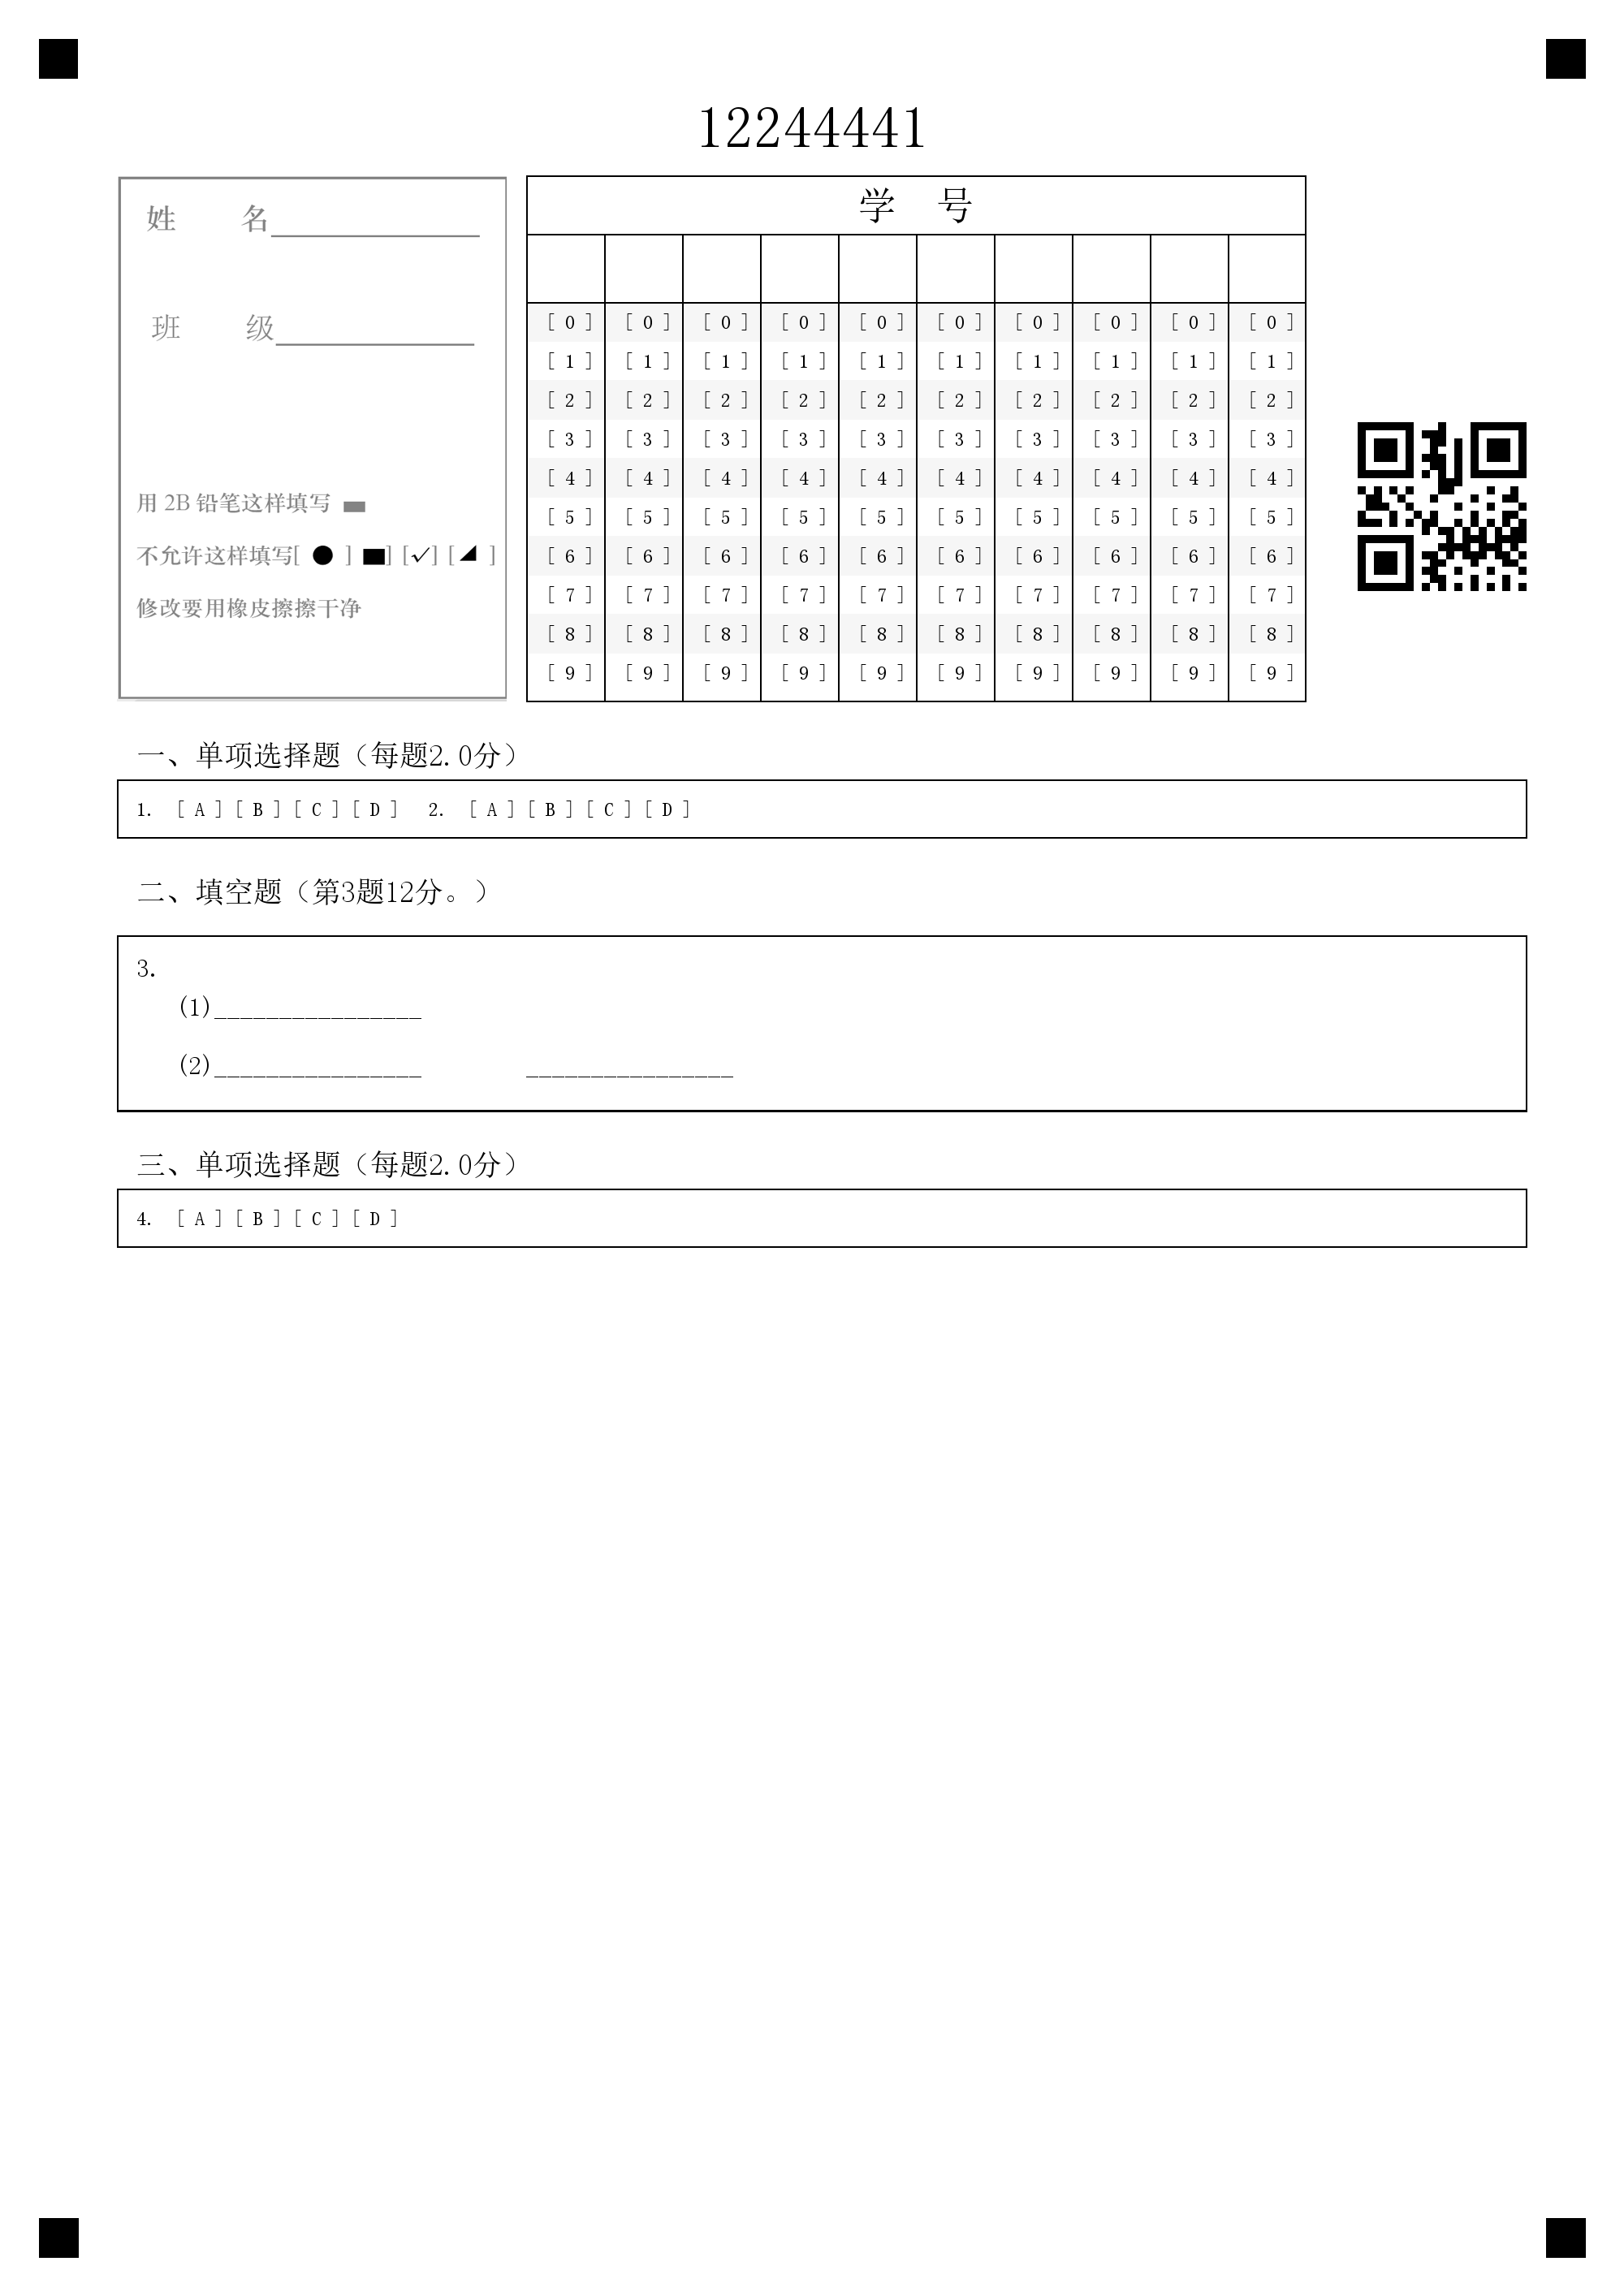 12244441
姓 名________________
班 级________________
用 2B 铅笔这样填写
不允许这样填写[ ● ] ■] [✓] [◢ ]
修改要用橡皮擦擦干净
学 号
[ 0 ] [ 0 ] [ 0 ] [ 0 ] [ 0 ] [ 0 ] [ 0 ] [ 0 ] [ 0 ] [ 0 ]
[ 1 ] [ 1 ] [ 1 ] [ 1 ] [ 1 ] [ 1 ] [ 1 ] [ 1 ] [ 1 ] [ 1 ]
[ 2 ] [ 2 ] [ 2 ] [ 2 ] [ 2 ] [ 2 ] [ 2 ] [ 2 ] [ 2 ] [ 2 ]
[ 3 ] [ 3 ] [ 3 ] [ 3 ] [ 3 ] [ 3 ] [ 3 ] [ 3 ] [ 3 ] [ 3 ]
[ 4 ] [ 4 ] [ 4 ] [ 4 ] [ 4 ] [ 4 ] [ 4 ] [ 4 ] [ 4 ] [ 4 ]
[ 5 ] [ 5 ] [ 5 ] [ 5 ] [ 5 ] [ 5 ] [ 5 ] [ 5 ] [ 5 ] [ 5 ]
[ 6 ] [ 6 ] [ 6 ] [ 6 ] [ 6 ] [ 6 ] [ 6 ] [ 6 ] [ 6 ] [ 6 ]
[ 7 ] [ 7 ] [ 7 ] [ 7 ] [ 7 ] [ 7 ] [ 7 ] [ 7 ] [ 7 ] [ 7 ]
[ 8 ] [ 8 ] [ 8 ] [ 8 ] [ 8 ] [ 8 ] [ 8 ] [ 8 ] [ 8 ] [ 8 ]
[ 9 ] [ 9 ] [ 9 ] [ 9 ] [ 9 ] [ 9 ] [ 9 ] [ 9 ] [ 9 ] [ 9 ]
一、单项选择题（每题2.0分）
1. [ A ] [ B ] [ C ] [ D ] 2. [ A ] [ B ] [ C ] [ D ]
二、填空题（第3题12分。）
3.
(1)________________
(2)________________ ________________
三、单项选择题（每题2.0分）
4. [ A ] [ B ] [ C ] [ D ]